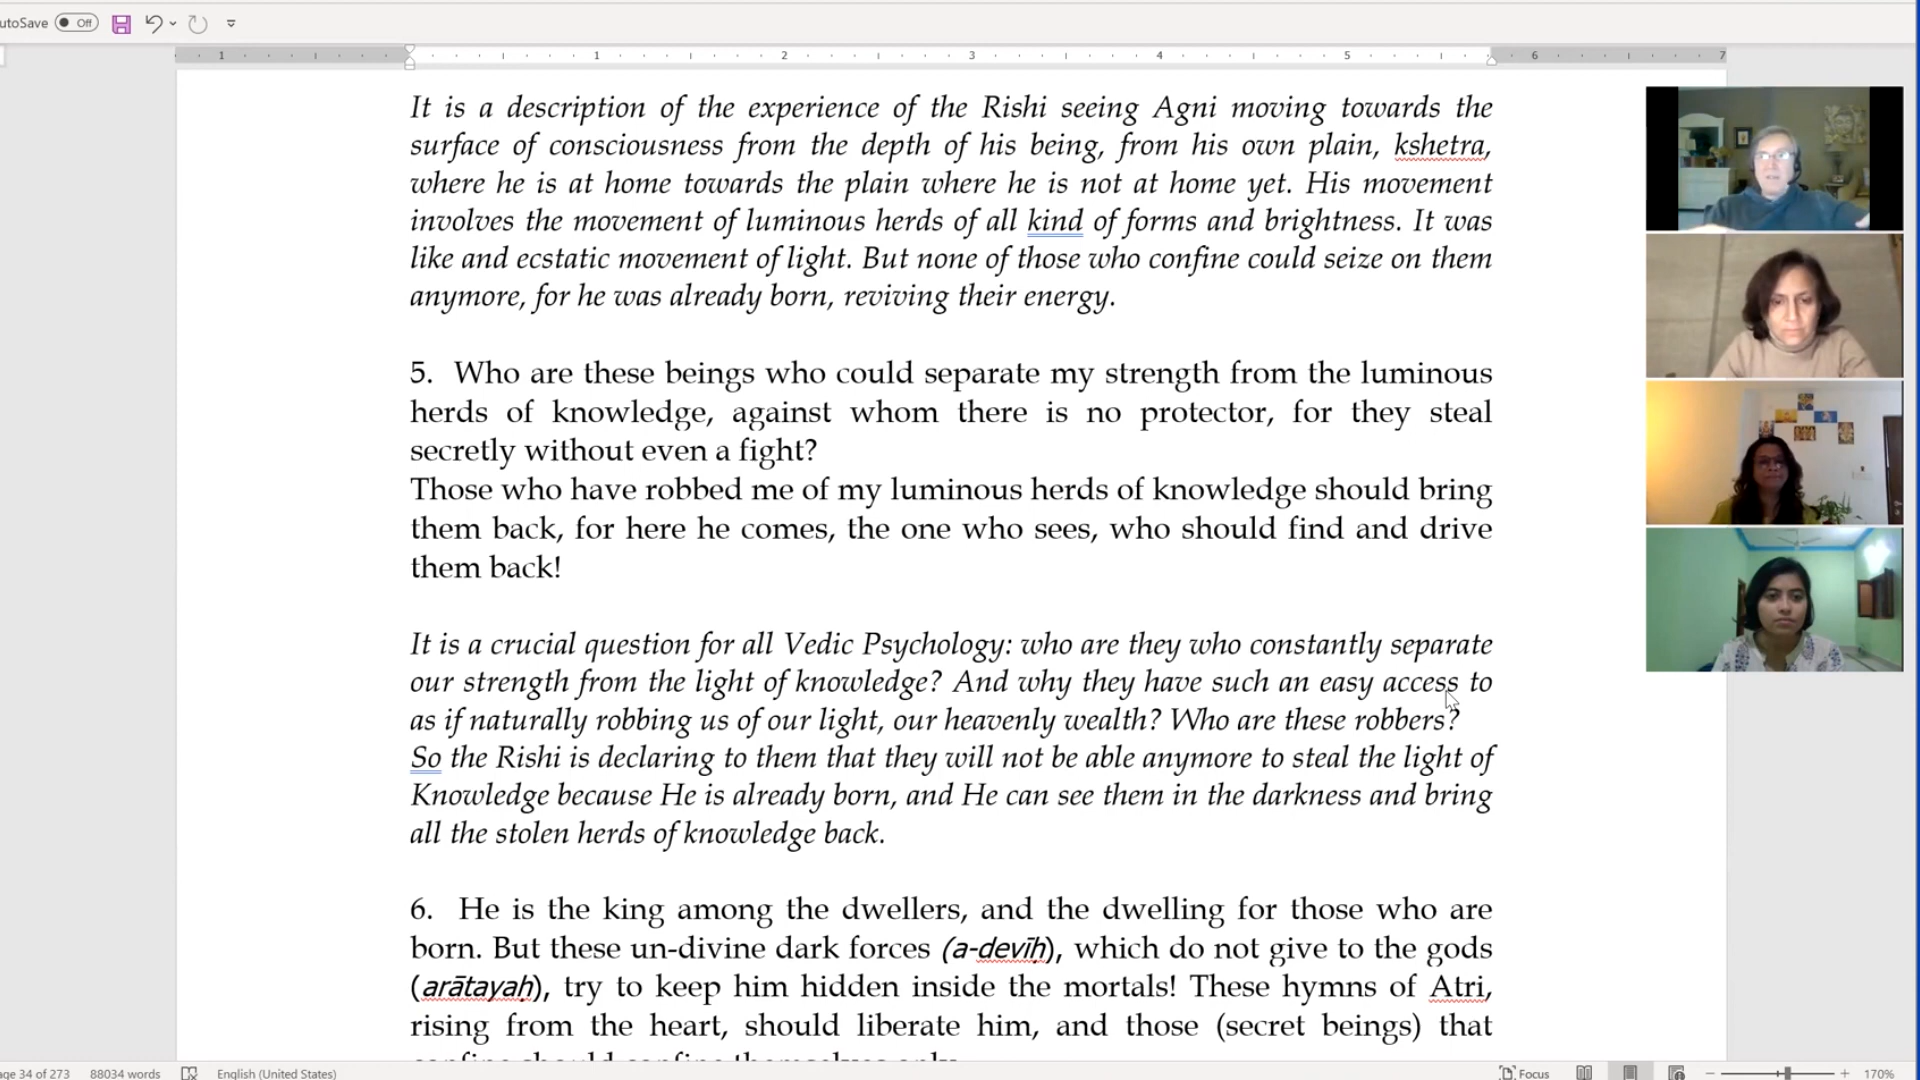 utoSave Off
1 1 2 3 4 5 6 7
It is a description of the experience of the Rishi seeing Agni moving towards the
surface of consciousness from the depth of his being, from his own plain, kshetra,
where he is at home towards the plain where he is not at home yet. His movement
involves the movement of luminous herds of all kind of forms and brightness. It was
like and ecstatic movement of light. But none of those who confine could seize on them
anymore, for he was already born, reviving their energy.
5. Who are these beings who could separate my strength from the luminous
herds of knowledge, against whom there is no protector, for they steal
secretly without even a fight?
Those who have robbed me of my luminous herds of knowledge should bring
them back, for here he comes, the one who sees, who should find and drive
them back!
It is a crucial question for all Vedic Psychology: who are they who constantly separate
our strength from the light of knowledge? And why they have such an easy access to
as if naturally robbing us of our light, our heavenly wealth? Who are these robbers?
So the Rishi is declaring to them that they will not be able anymore to steal the light of
Knowledge because He is already born, and He can see them in the darkness and bring
all the stolen herds of knowledge back.
6. He is the king among the dwellers, and the dwelling for those who are
born. But these un-divine dark forces (a-devīḥ), which do not give to the gods
(arātayaḥ), try to keep him hidden inside the mortals! These hymns of Atri,
rising from the heart, should liberate him, and those (secret beings) that
age 34 of 273 88034 words English (United States) Focus 170%